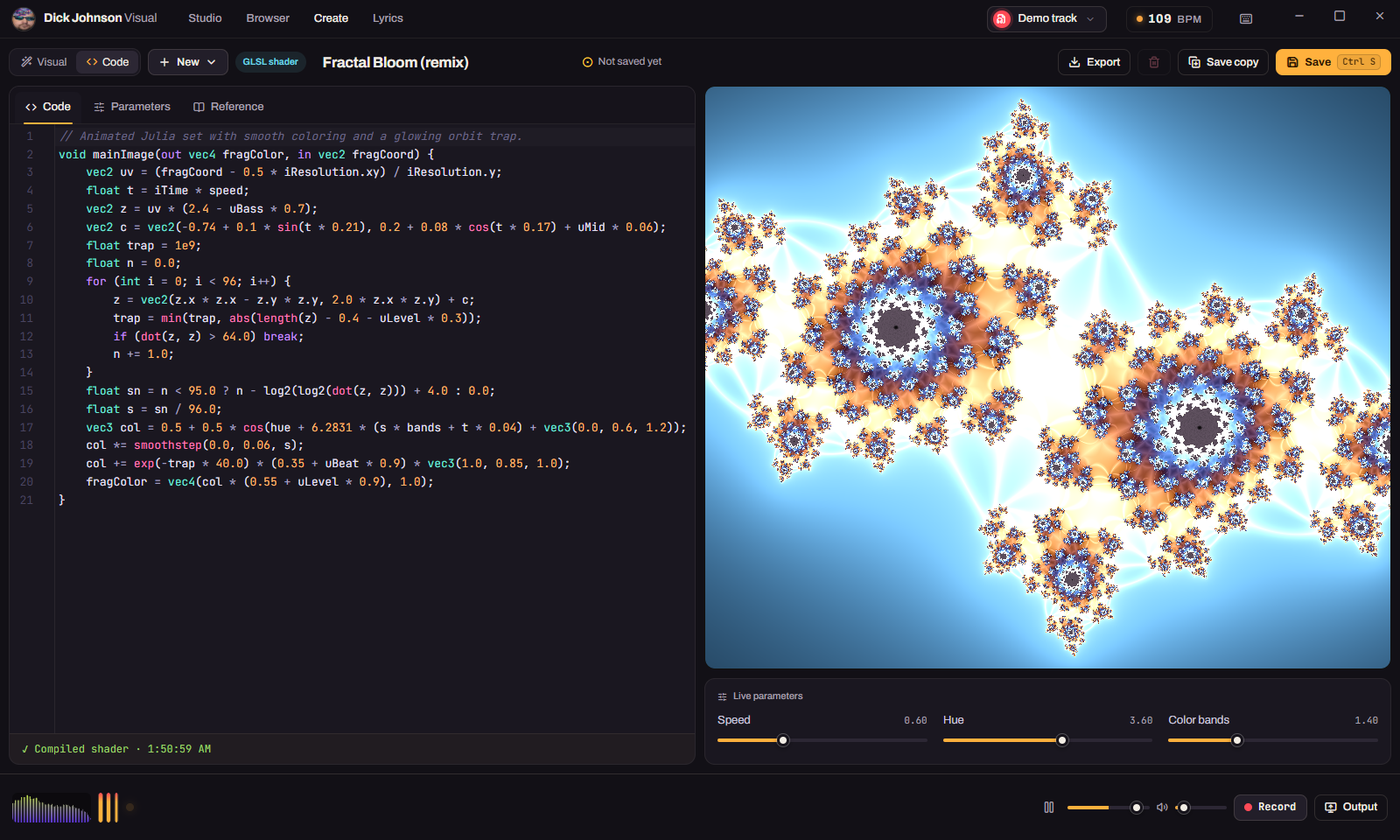 Dick Johnson Visual Studio Browser Create Lyrics Demo track 109 BPM
Visual Code New GLSL shader Fractal Bloom (remix) Not saved yet Export Save copy Save Ctrl S
Code Parameters Reference
1 // Animated Julia set with smooth coloring and a glowing orbit trap.
2 void mainImage(out vec4 fragColor, in vec2 fragCoord) {
3 vec2 uv = (fragCoord - 0.5 * iResolution.xy) / iResolution.y;
4 float t = iTime * speed;
5 vec2 z = uv * (2.4 - uBass * 0.7);
6 vec2 c = vec2(-0.74 + 0.1 * sin(t * 0.21), 0.2 + 0.08 * cos(t * 0.17) + uMid * 0.06);
7 float trap = 1e9;
8 float n = 0.0;
9 for (int i = 0; i < 96; i++) {
10 z = vec2(z.x * z.x - z.y * z.y, 2.0 * z.x * z.y) + c;
11 trap = min(trap, abs(length(z) - 0.4 - uLevel * 0.3));
12 if (dot(z, z) > 64.0) break;
13 n += 1.0;
14 }
15 float sn = n < 95.0 ? n - log2(log2(dot(z, z))) + 4.0 : 0.0;
16 float s = sn / 96.0;
17 vec3 col = 0.5 + 0.5 * cos(hue + 6.2831 * (s * bands + t * 0.04) + vec3(0.0, 0.6, 1.2));
18 col *= smoothstep(0.0, 0.06, s);
19 col += exp(-trap * 40.0) * (0.35 + uBeat * 0.9) * vec3(1.0, 0.85, 1.0);
20 fragColor = vec4(col * (0.55 + uLevel * 0.9), 1.0);
21 }
✓ Compiled shader · 1:50:59 AM
Live parameters
Speed 0.60 Hue 3.60 Color bands 1.40
Record Output